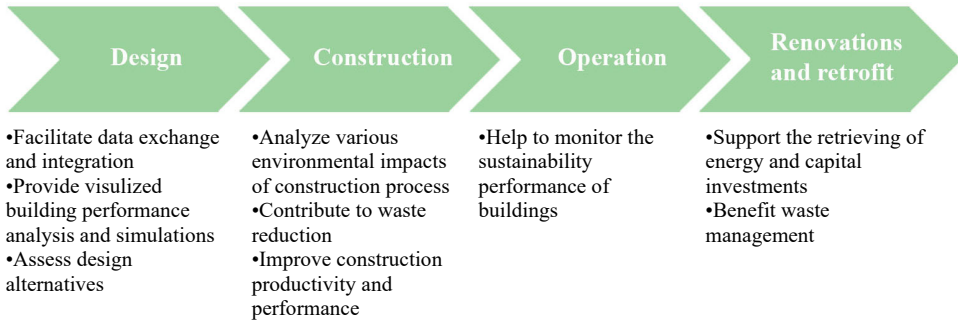 Design
Construction
Operation
Renovations
and retrofit
•Facilitate data exchange
and integration
•Provide visulized
building performance
analysis and simulations
•Assess design
alternatives
•Analyze various
environmental impacts
of construction process
•Contribute to waste
reduction
•Improve construction
productivity and
performance
•Help to monitor the
sustainability
performance of
buildings
•Support the retrieving of
energy and capital
investments
•Benefit waste
management